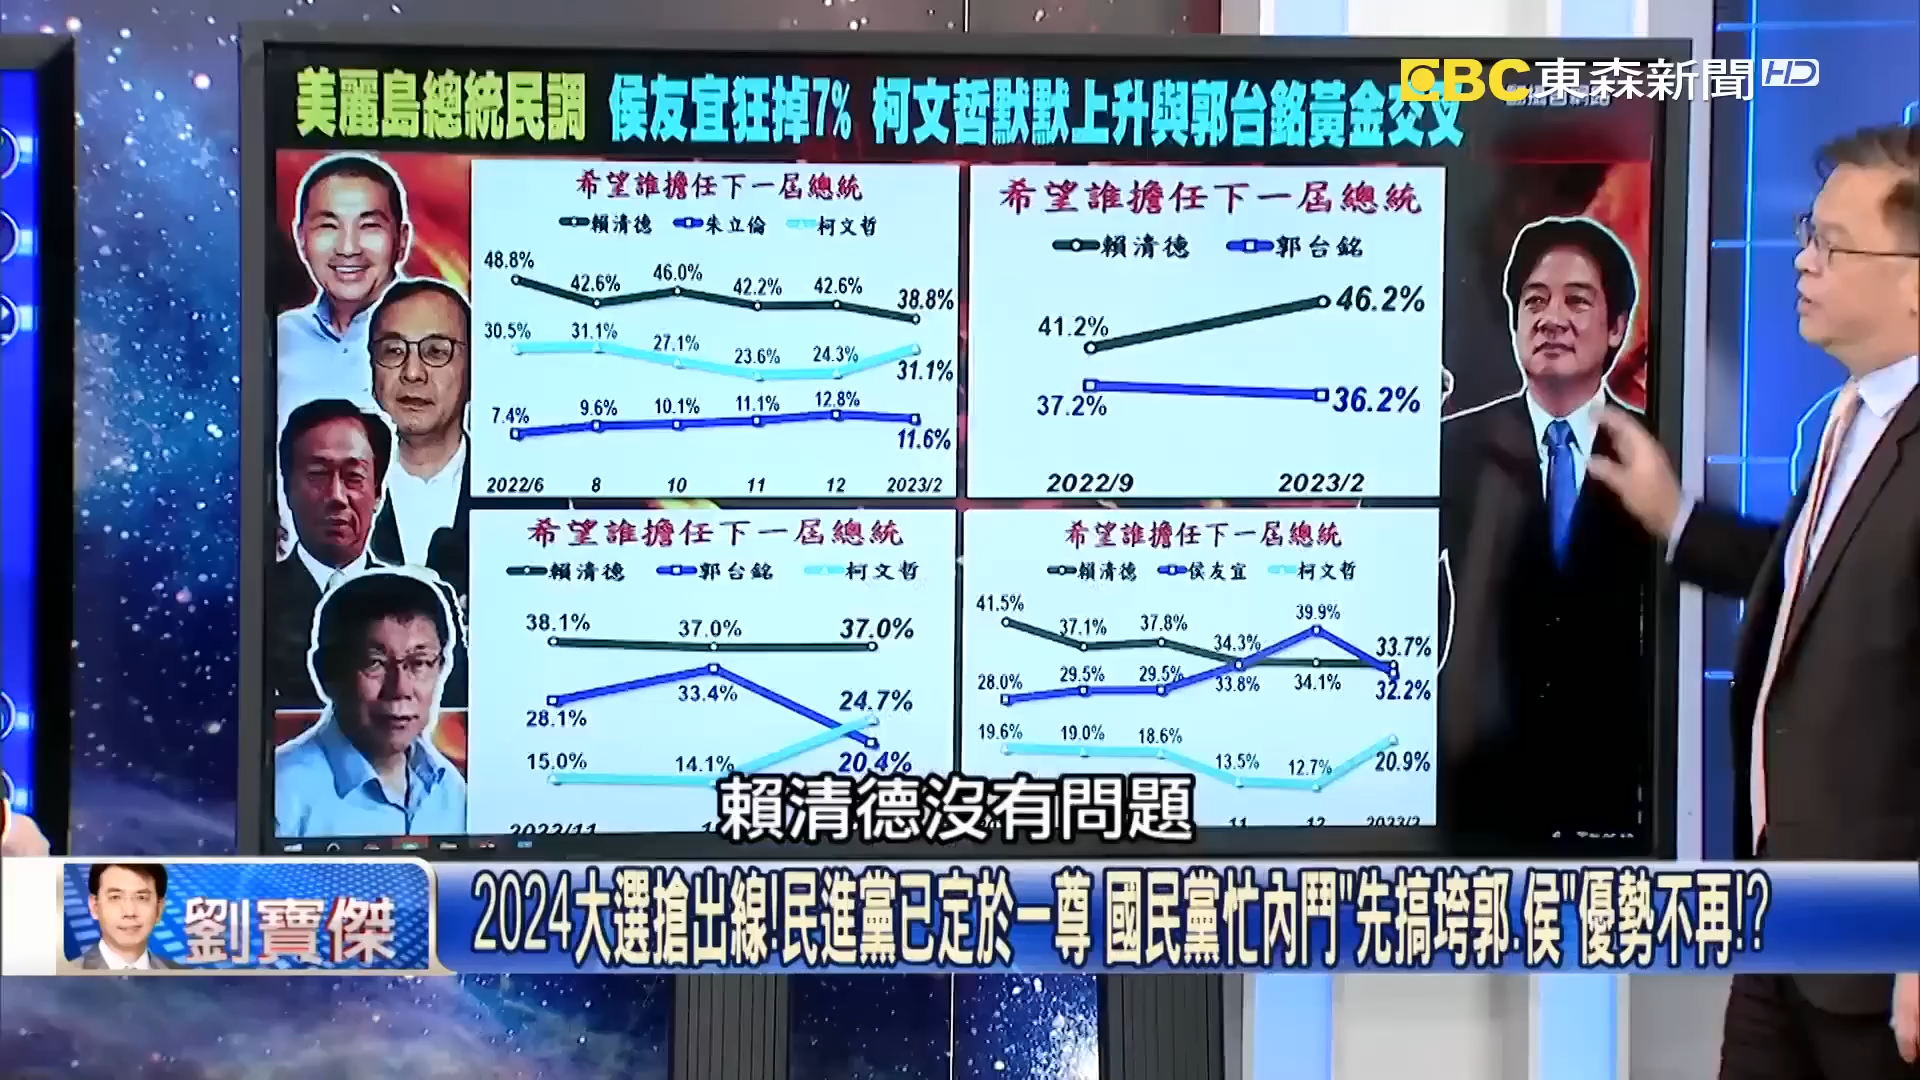 EBC 東森新聞 HD
美麗島總統民調 侯友宜狂掉7% 柯文哲默默上升與郭台銘黃金交叉
希望誰擔任下一屆總統
賴清德 朱立倫 柯文哲
48.8% 42.6% 46.0% 42.2% 42.6% 38.8%
30.5% 31.1% 27.1% 23.6% 24.3% 31.1%
7.4% 9.6% 10.1% 11.1% 12.8% 11.6%
2022/6 8 10 11 12 2023/2
希望誰擔任下一屆總統
賴清德 郭台銘
41.2% 46.2%
37.2% 36.2%
2022/9 2023/2
希望誰擔任下一屆總統
賴清德 郭台銘 柯文哲
38.1% 37.0% 37.0%
28.1% 33.4% 20.4%
15.0% 14.1% 24.7%
2022/11
希望誰擔任下一屆總統
賴清德 侯友宜 柯文哲
41.5% 37.1% 37.8% 34.3% 34.1% 33.7%
28.0% 29.5% 29.5% 33.8% 39.9% 32.2%
19.6% 19.0% 18.6% 13.5% 12.7% 20.9%
11 12 2023/2
賴清德沒有問題
劉寶傑
2024大選搶出線!民進黨已定於一尊 國民黨忙內鬥"先搞垮郭.侯"優勢不再!?